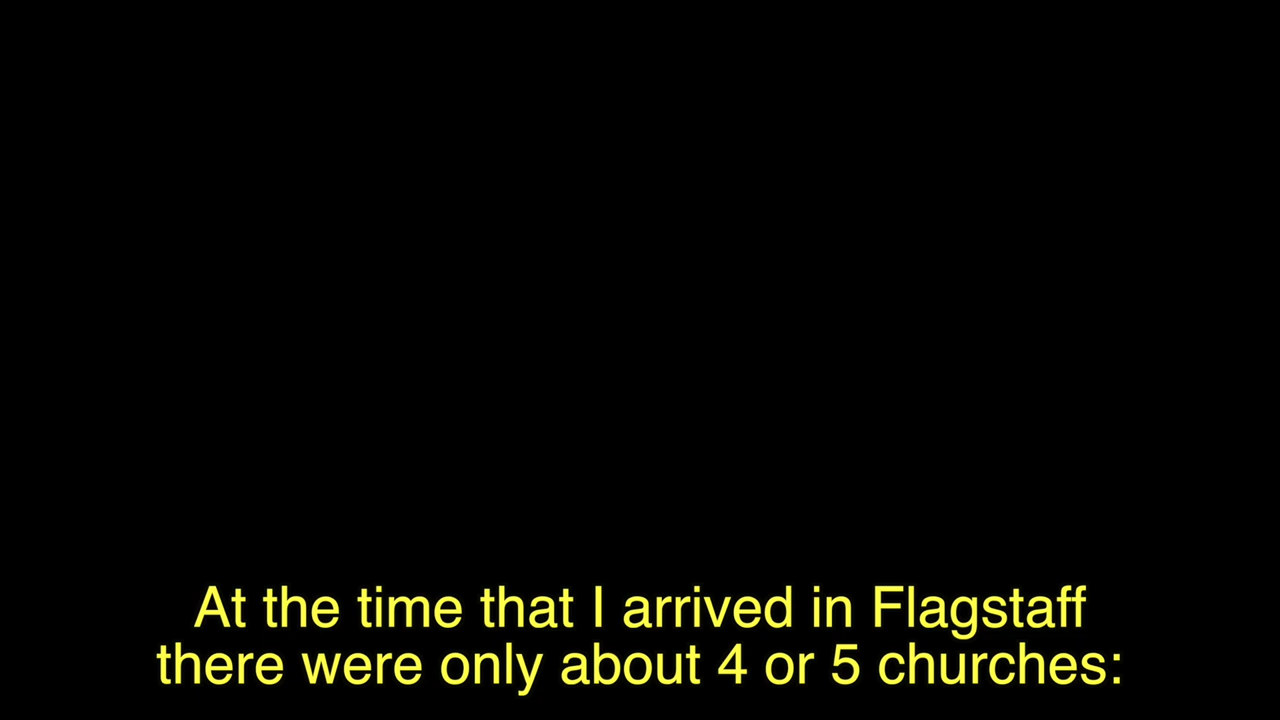 At the time that I arrived in Flagstaff
there were only about 4 or 5 churches: